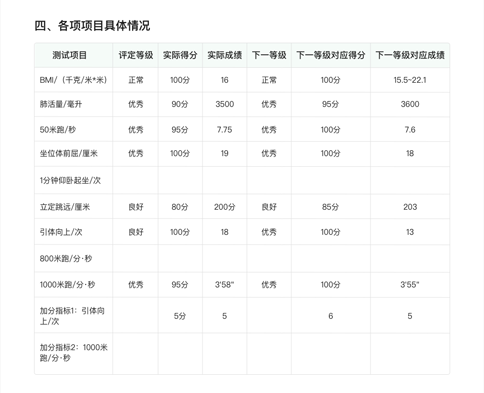 四、各项项目具体情况
测试项目 评定等级 实际得分 实际成绩 下一等级 下一等级对应得分 下一等级对应成绩
BMI/（千克/米*米） 正常 100分 16 正常 100分 15.5-22.1
肺活量/毫升 优秀 90分 3500 优秀 95分 3600
50米跑/秒 优秀 95分 7.75 优秀 100分 7.6
坐位体前屈/厘米 优秀 100分 19 优秀 100分 18
1分钟仰卧起坐/次
立定跳远/厘米 良好 80分 200分 良好 85分 203
引体向上/次 良好 100分 18 优秀 100分 13
800米跑/分·秒
1000米跑/分·秒 优秀 95分 3'58" 优秀 100分 3'55"
加分指标1：引体向
上/次 5分 5 6 5
加分指标2：1000米
跑/分·秒